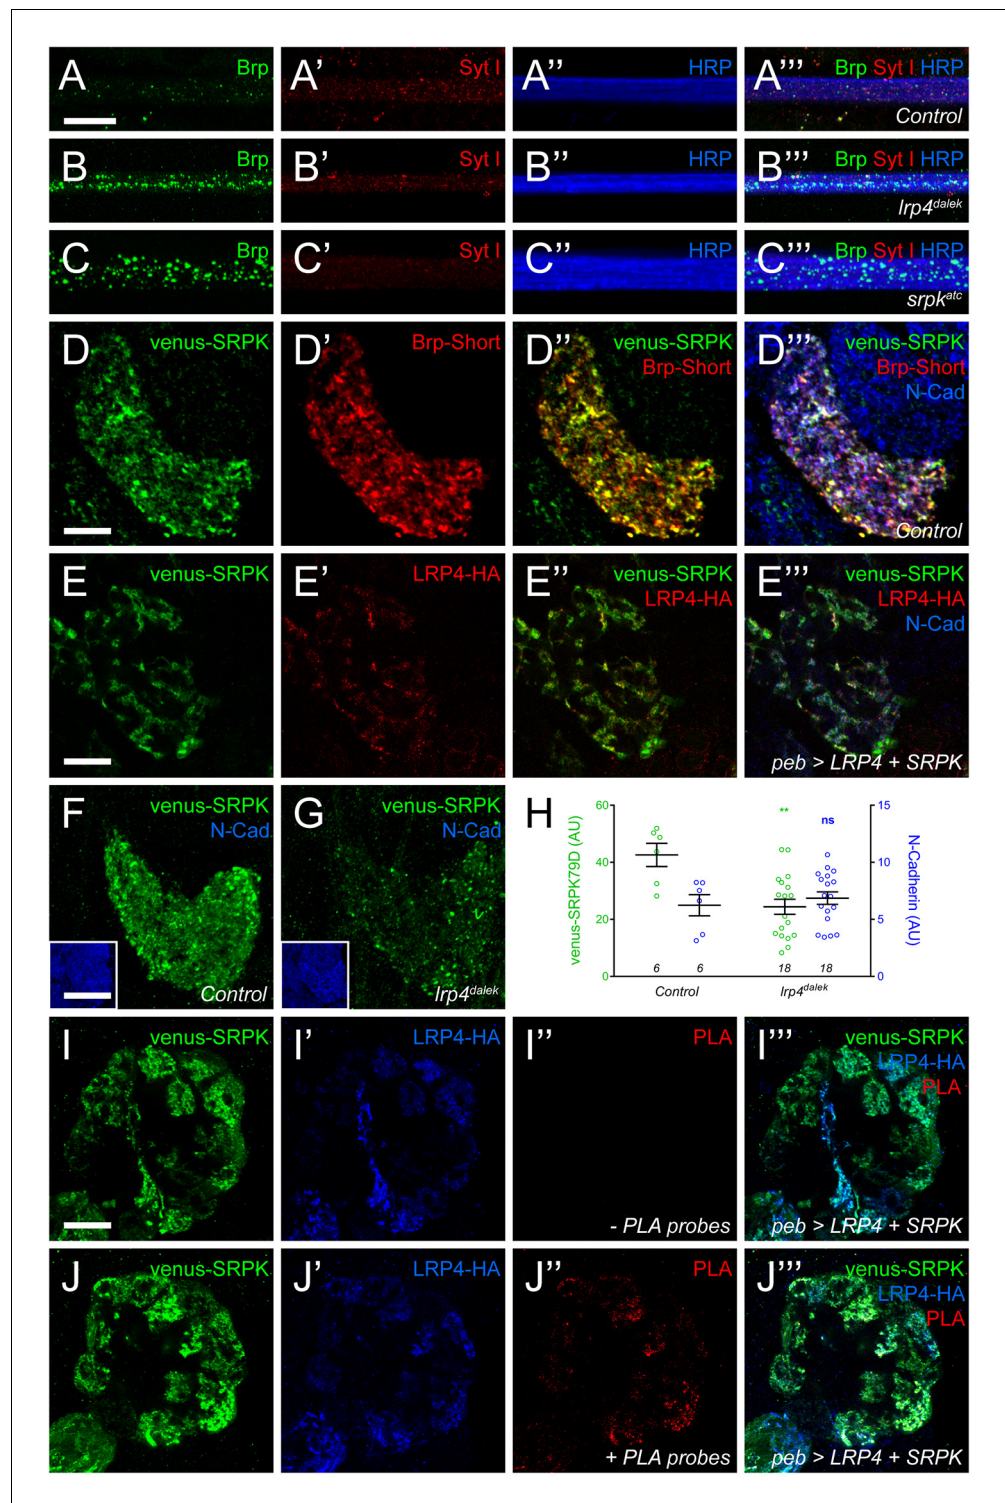 A Brp
A' Syt I
A'' HRP
A''' Brp Syt I HRP
Control
B Brp
B' Syt I
B'' HRP
B''' Brp Syt I HRP
lrp4dalek
C Brp
C' Syt I
C'' HRP
C''' Brp Syt I HRP
srpkatc
D venus-SRPK
D' Brp-Short
D'' venus-SRPK
Brp-Short
D''' venus-SRPK
Brp-Short
N-Cad
Control
E venus-SRPK
E' LRP4-HA
E'' venus-SRPK
LRP4-HA
E''' venus-SRPK
LRP4-HA
N-Cad
peb > LRP4 + SRPK
F venus-SRPK
N-Cad
Control
G venus-SRPK
N-Cad
lrp4dalek
H
venus-SRPK79D (AU)
60
40
20
0
** ns
15
10
5
0
N-Cadherin (AU)
6 6 18 18
Control lrp4dalek
I venus-SRPK
I' LRP4-HA
I'' PLA
- PLA probes
I''' venus-SRPK
LRP4-HA
PLA
peb > LRP4 + SRPK
J venus-SRPK
J' LRP4-HA
J'' PLA
+ PLA probes
J''' venus-SRPK
LRP4-HA
PLA
peb > LRP4 + SRPK